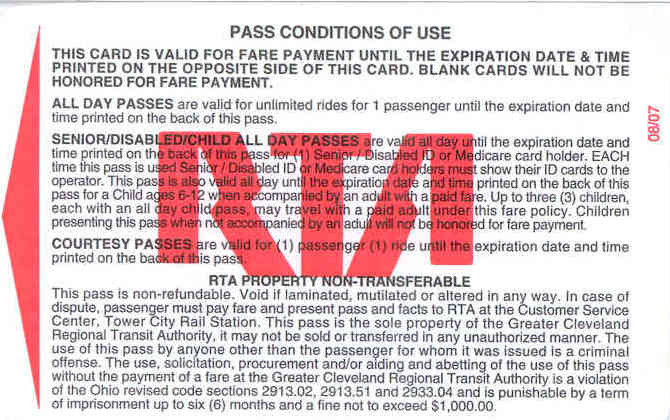 PASS CONDITIONS OF USE
THIS CARD IS VALID FOR FARE PAYMENT UNTIL THE EXPIRATION DATE & TIME
PRINTED ON THE OPPOSITE SIDE OF THIS CARD. BLANK CARDS WILL NOT BE
HONORED FOR FARE PAYMENT.
ALL DAY PASSES are valid for unlimited rides for 1 passenger until the expiration date and
time printed on the back of this pass.
SENIOR/DISABLED/CHILD ALL DAY PASSES are valid all day until the expiration date and
time printed on the back of this pass for (1) Senior / Disabled ID or Medicare card holder. EACH
time this pass is used Senior / Disabled ID or Medicare card holders must show their ID cards to the
operator. This pass is also valid all day until the expiration date and time printed on the back of this
pass for a Child ages 6-12 when accompanied by an adult with a paid fare. Up to three (3) children,
each with an all day child pass, may travel with a paid adult under this fare policy. Children
presenting this pass when not accompanied by an adult will not be honored for fare payment.
COURTESY PASSES are valid for (1) passenger (1) ride until the expiration date and time
printed on the back of this pass.
RTA PROPERTY NON-TRANSFERABLE
This pass is non-refundable. Void if laminated, mutilated or altered in any way. In case of
dispute, passenger must pay fare and present pass and facts to RTA at the Customer Service
Center, Tower City Rail Station. This pass is the sole property of the Greater Cleveland
Regional Transit Authority, it may not be sold or transferred in any unauthorized manner. The
use of this pass by anyone other than the passenger for whom it was issued is a criminal
offense. The use, solicitation, procurement and/or aiding and abetting of the use of this pass
without the payment of a fare at the Greater Cleveland Regional Transit Authority is a violation
of the Ohio revised code sections 2913.02, 2913.51 and 2933.04 and is punishable by a term
of imprisonment up to six (6) months and a fine not to exceed $1,000.00.
RTA
08/07